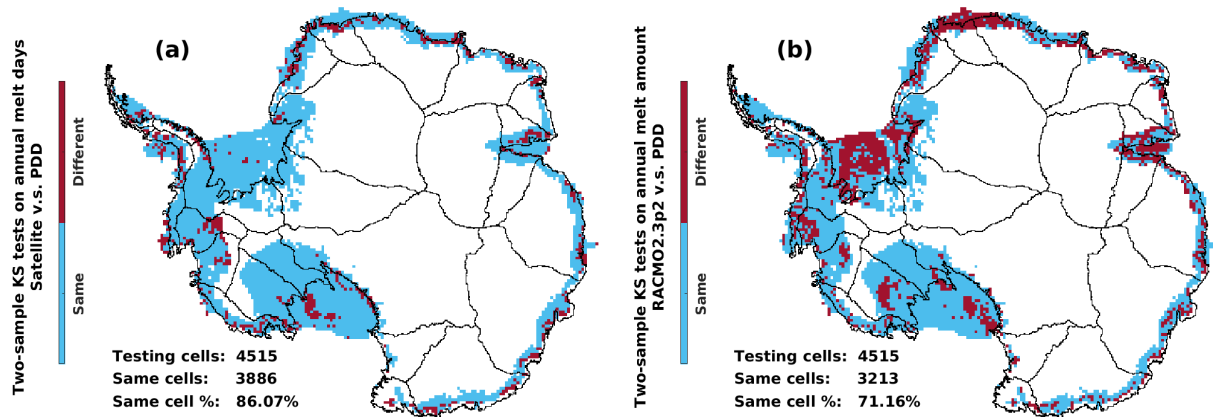 Two-sample KS tests on annual melt days
Satellite v.s. PDD
Different
Same
(a)
Testing cells: 4515
Same cells: 3886
Same cell %: 86.07%
Two-sample KS tests on annual melt amount
RACMO2.3p2 v.s. PDD
Different
Same
(b)
Testing cells: 4515
Same cells: 3213
Same cell %: 71.16%